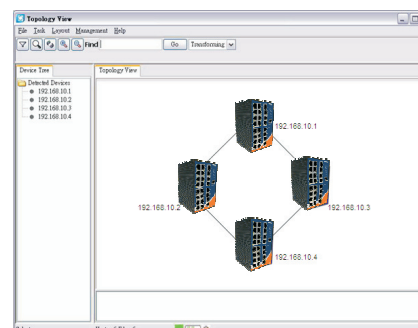 Topology View
File Task Layout Management Help
Find Go Transforming
Device Tree
Detected Devices
192.168.10.1
192.168.10.2
192.168.10.3
192.168.10.4
Topology View
192.168.10.1
192.168.10.2
192.168.10.3
192.168.10.4